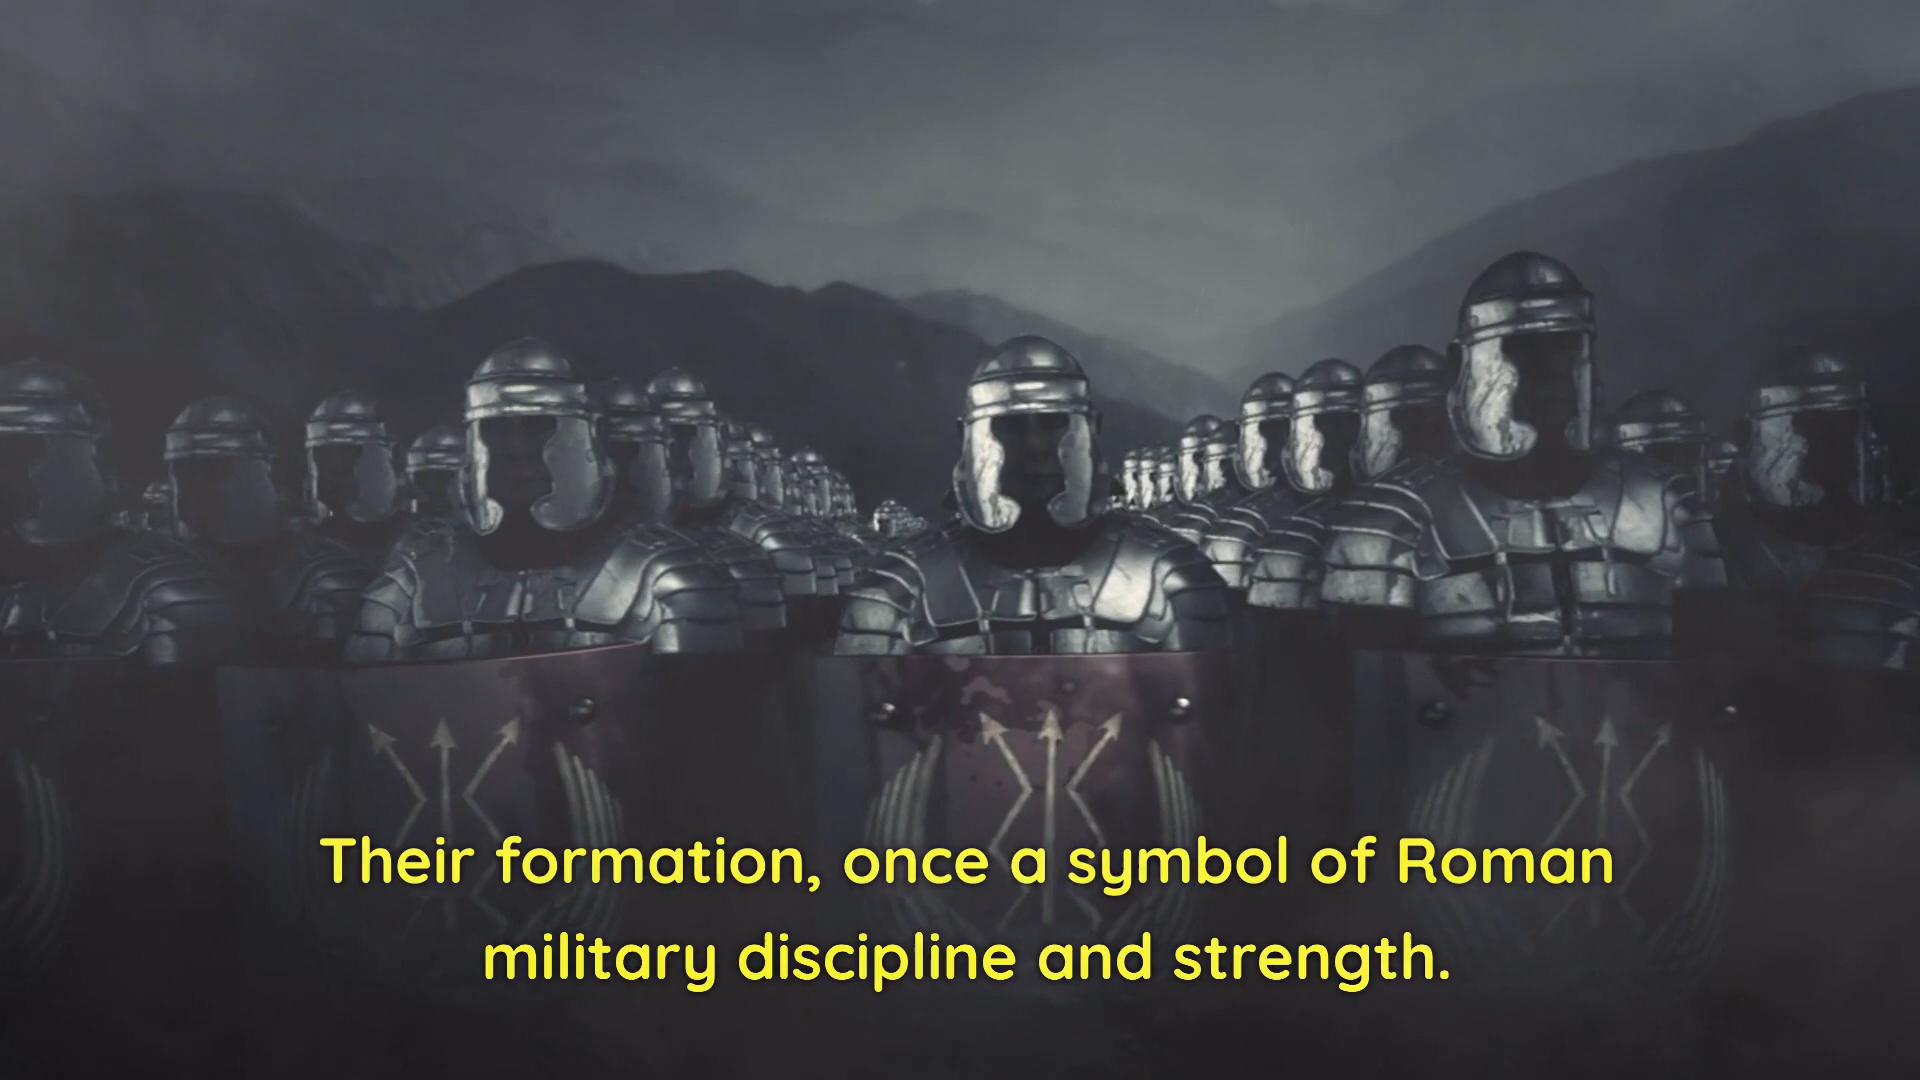 Their formation, once a symbol of Roman
military discipline and strength.